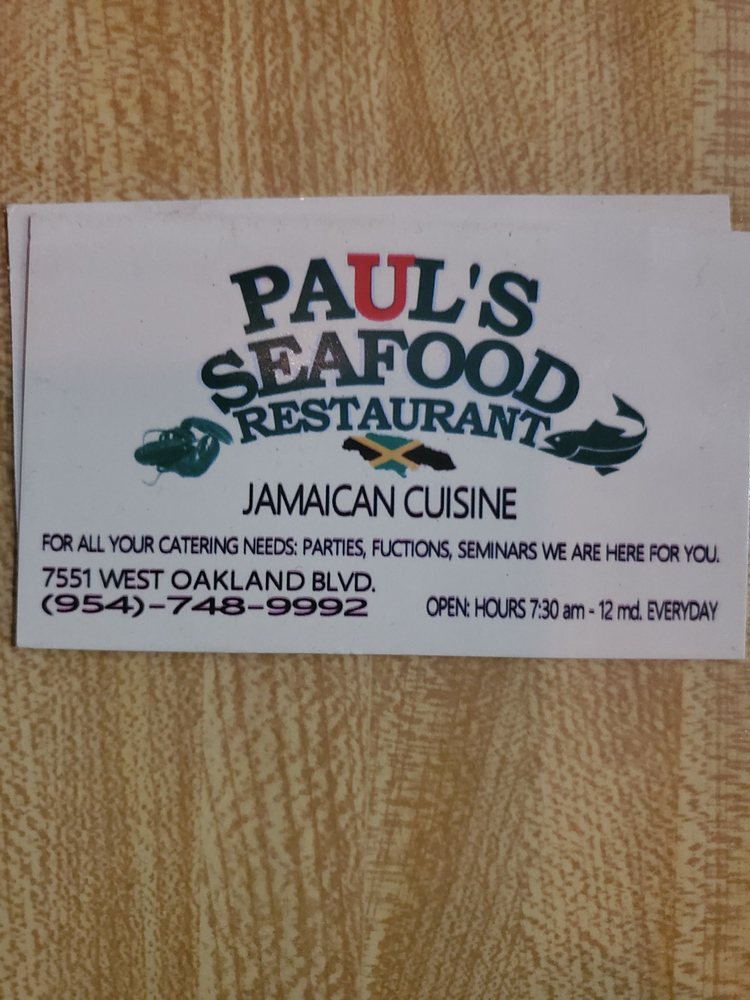 PAUL'S
SEAFOOD
RESTAURANT
JAMAICAN CUISINE
FOR ALL YOUR CATERING NEEDS: PARTIES, FUCTIONS, SEMINARS WE ARE HERE FOR YOU.
7551 WEST OAKLAND BLVD.
(954)-748-9992
OPEN: HOURS 7:30 am - 12 md. EVERYDAY